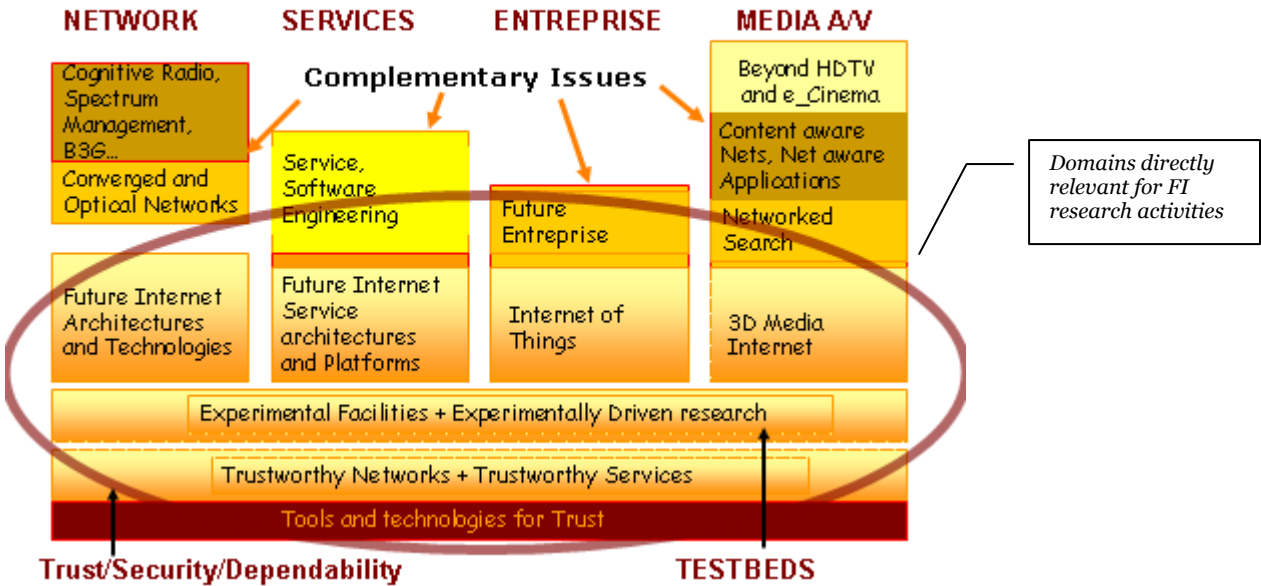 NETWORK
SERVICES
ENTREPRISE
MEDIA A/V
Complementary Issues
Cognitive Radio,
Spectrum
Management,
B3G...
Converged and
Optical Networks
Future Internet
Architectures
and Technologies
Service,
Software
Engineering
Future Internet
Service
architectures
and Platforms
Future
Entreprise
Internet of
Things
Beyond HDTV
and e_Cinema
Content aware
Nets, Net aware
Applications
Networked
Search
3D Media
Internet
Domains directly
relevant for FI
research activities
Experimental Facilities + Experimentally Driven research
Trustworthy Networks + Trustworthy Services
Tools and technologies for Trust
Trust/Security/Dependability
TESTBEDS